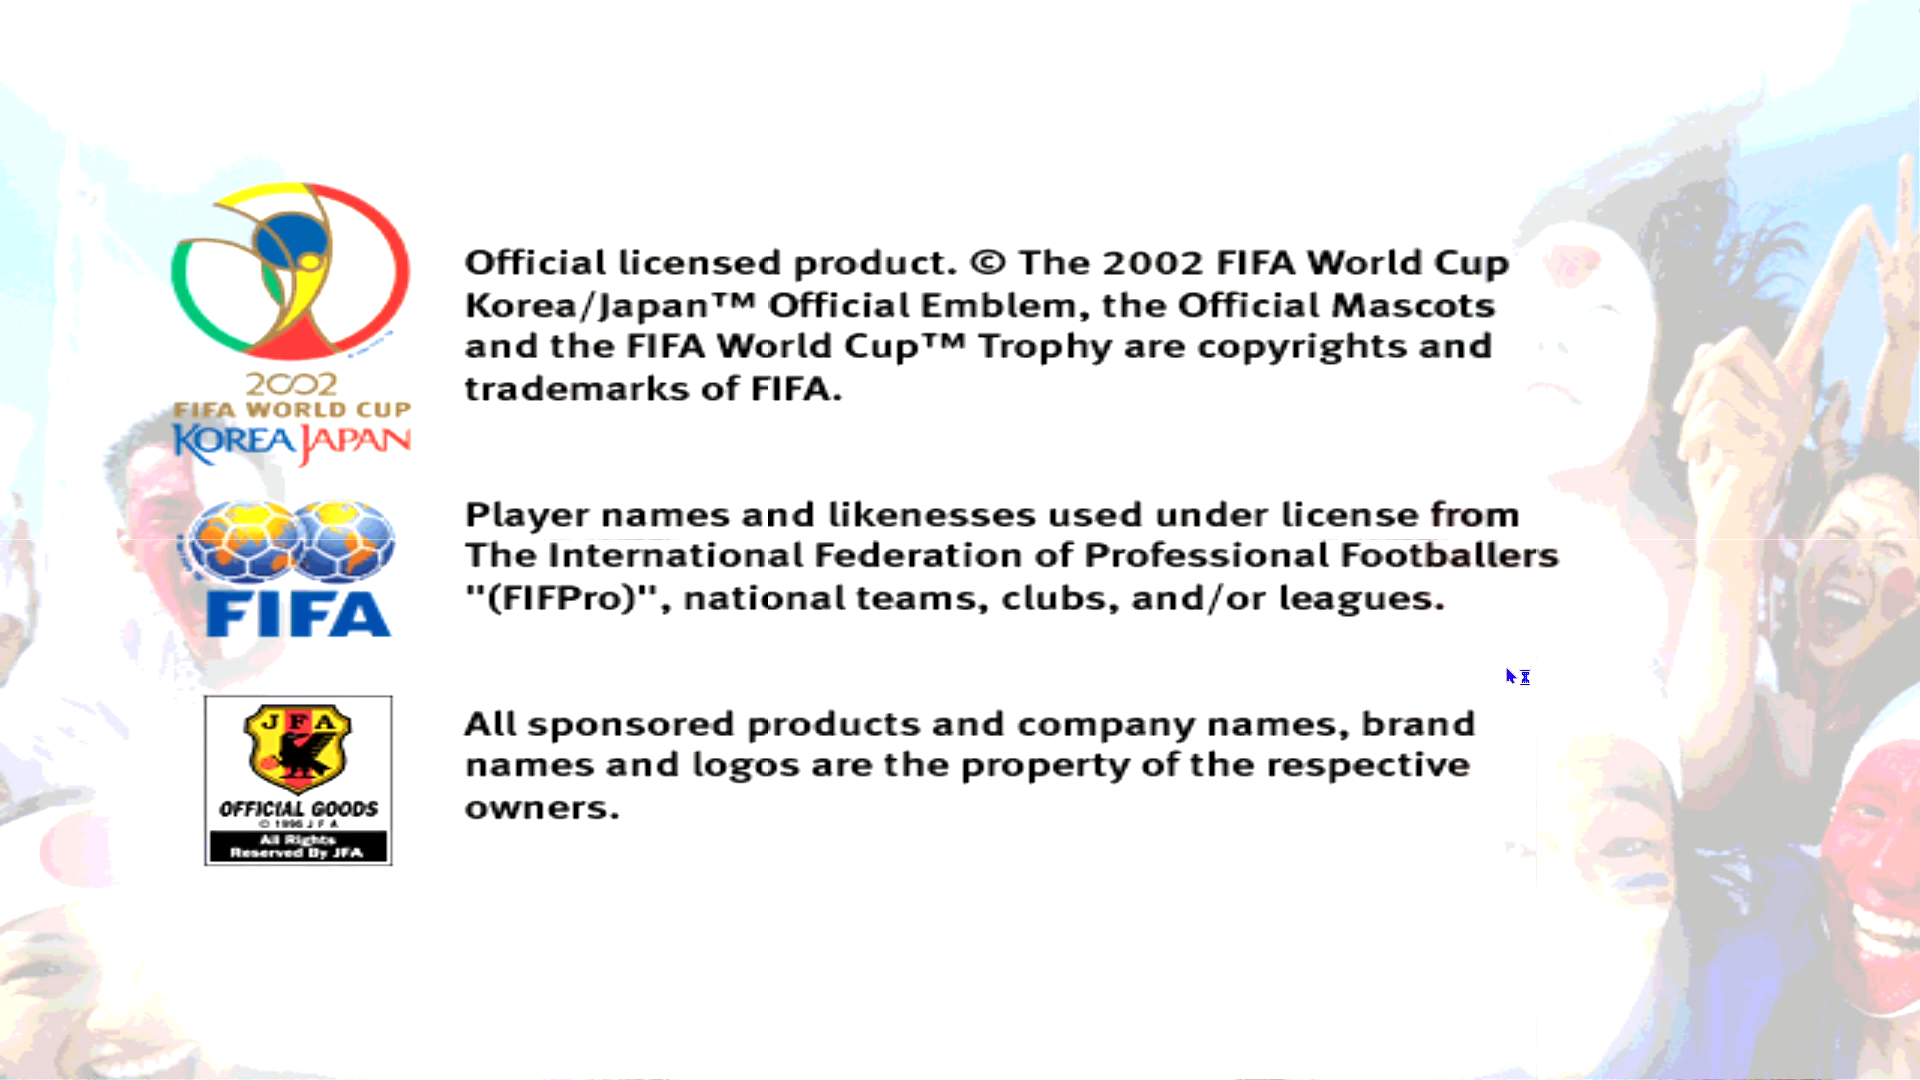 Official licensed product. © The 2002 FIFA World Cup
Korea/Japan™ Official Emblem, the Official Mascots
and the FIFA World Cup™ Trophy are copyrights and
trademarks of FIFA.
2002
FIFA WORLD CUP
KOREA JAPAN
Player names and likenesses used under license from
The International Federation of Professional Footballers
"(FIFPro)", national teams, clubs, and/or leagues.
FIFA
JFA
OFFICIAL GOODS
© 1996 JFA
All Rights
Reserved By JFA
All sponsored products and company names, brand
names and logos are the property of the respective
owners.